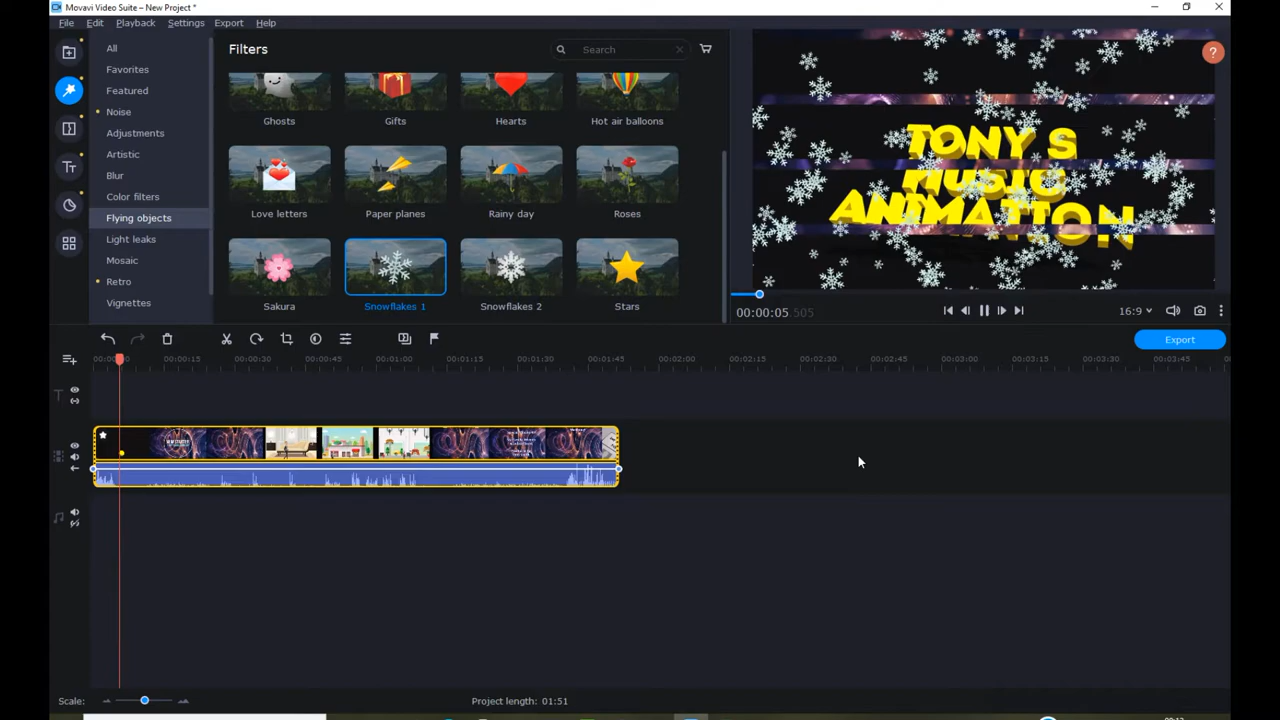 Movavi Video Suite – New Project *
File Edit Playback Settings Export Help
All
Favorites
Featured
Noise
Adjustments
Artistic
Blur
Color filters
Flying objects
Light leaks
Mosaic
Retro
Vignettes
Filters
Search
Ghosts Gifts Hearts Hot air balloons
Love letters Paper planes Rainy day Roses
Sakura Snowflakes 1 Snowflakes 2 Stars
TONY S
MUSIC
ANIMATION
?
00:00:05.505
16:9
Export
00:00:15 00:00:30 00:00:45 00:01:00 00:01:15 00:01:30 00:01:45 00:02:00 00:02:15 00:02:30 00:02:45 00:03:00 00:03:15 00:03:30 00:03:45
Scale:
Project length: 01:51